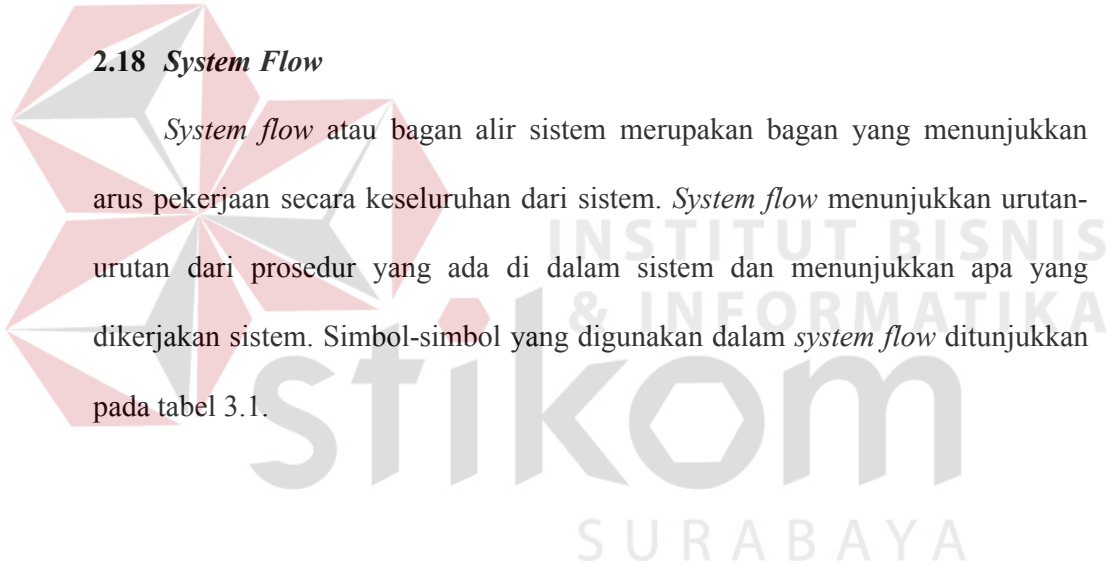 2.18 System Flow
System flow atau bagan alir sistem merupakan bagan yang menunjukkan
arus pekerjaan secara keseluruhan dari sistem. System flow menunjukkan urutan-
urutan dari prosedur yang ada di dalam sistem dan menunjukkan apa yang
dikerjakan sistem. Simbol-simbol yang digunakan dalam system flow ditunjukkan
pada tabel 3.1.
INSTITUT BISNIS
& INFORMATIKA
stikom
SURABAYA